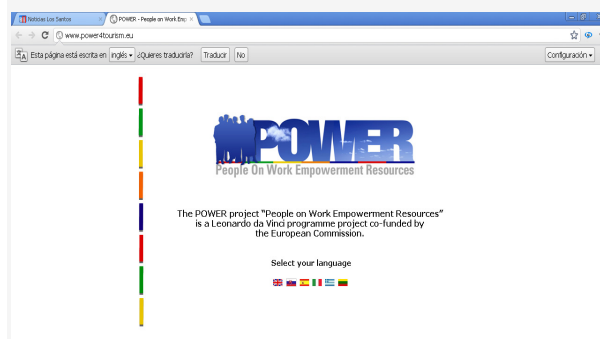 Noticias Los Santos
POWER - People on Work Emp
www.power4tourism.eu
Esta página está escrita en inglés ¿Quieres traducirla? Traducir No Configuración
POWER
People On Work Empowerment Resources
The POWER project “People on Work Empowerment Resources”
is a Leonardo da Vinci programme project co-funded by
the European Commission.
Select your language